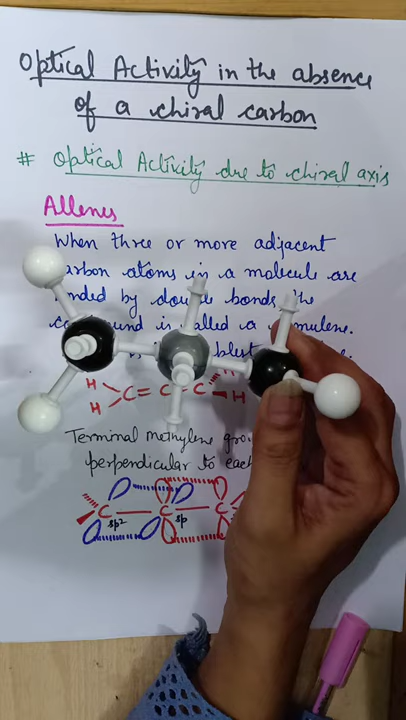 Optical Activity in the absence
of a chiral carbon
# Optical Activity due to chiral axis
Allenes
When three or more adjacent
carbon atoms in a molecule are
bonded by double bonds, the
compound is called a cumulene.
H
H C = C = C H
H
Terminal methylene
perpendicular to
C C C
sp2 sp